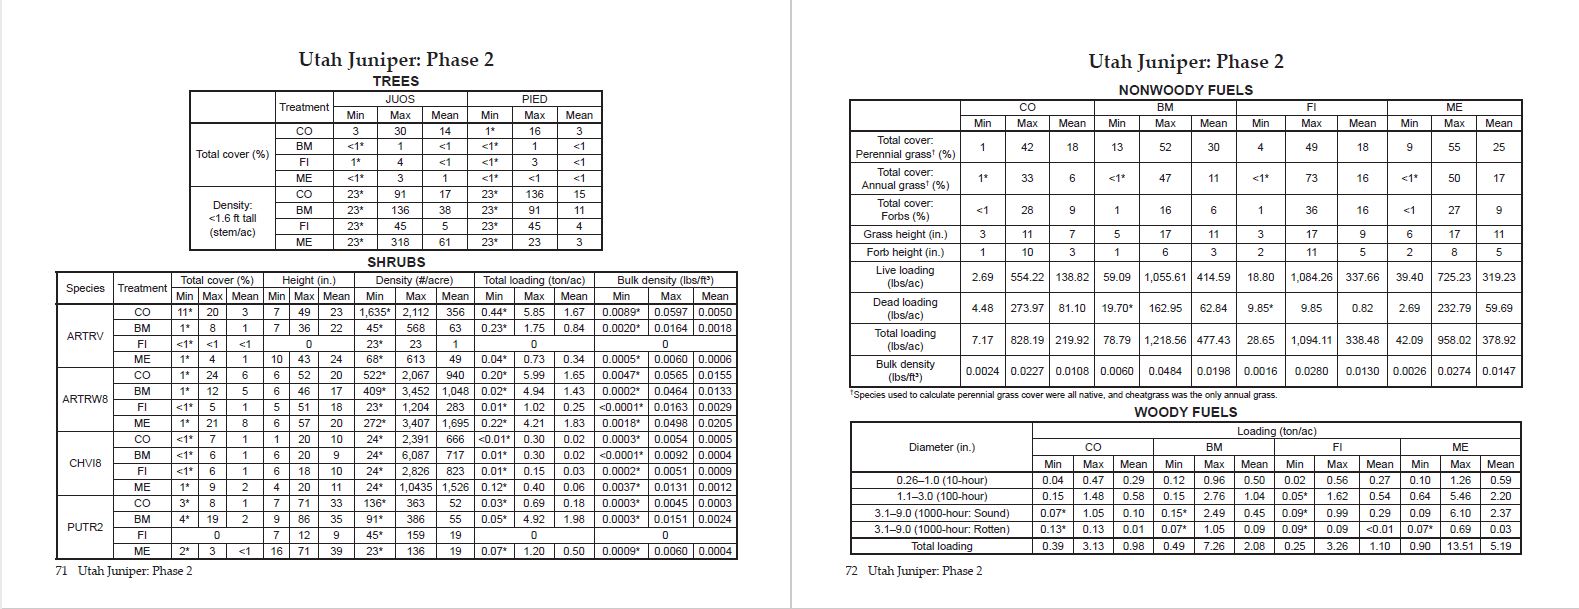 Utah Juniper: Phase 2
TREES
Treatment JUOS PIED
Min Max Mean Min Max Mean
Total cover (%) CO 3 30 14 1* 16 3
BM <1* 1 <1 <1* 1 <1
FI 1* 4 <1 <1* 3 <1
ME <1* 3 1 <1* <1 <1
Density: <1.6 ft tall (stem/ac) CO 23* 91 17 23* 136 15
BM 23* 136 38 23* 91 11
FI 23* 45 5 23* 45 4
ME 23* 318 61 23* 23 3
SHRUBS
Species Treatment Total cover (%) Height (in.) Density (#/acre) Total loading (ton/ac) Bulk density (lbs/ft³)
Min Max Mean Min Max Mean Min Max Mean Min Max Mean Min Max Mean
ARTRV CO 11* 20 3 7 49 23 1,635* 2,112 356 0.44* 5.85 1.67 0.0089* 0.0597 0.0050
BM 1* 8 1 7 36 22 45* 568 63 0.23* 1.75 0.84 0.0020* 0.0164 0.0018
FI <1* <1 <1 0 23* 23 1 0 0
ME 1* 4 1 10 43 24 68* 613 49 0.04* 0.73 0.34 0.0005* 0.0060 0.0006
ARTRW8 CO 1* 24 6 6 52 20 522* 2,067 940 0.20* 5.99 1.65 0.0047* 0.0565 0.0155
BM 1* 12 5 6 46 17 409* 3,452 1,048 0.02* 4.94 1.43 0.0002* 0.0464 0.0133
FI <1* 5 1 5 51 18 23* 1,204 283 0.01* 1.02 0.25 <0.0001* 0.0163 0.0029
ME 1* 21 8 6 57 20 272* 3,407 1,695 0.22* 4.21 1.83 0.0018* 0.0498 0.0205
CHVI8 CO <1* 7 1 1 20 10 24* 2,391 666 <0.01* 0.30 0.02 0.0003* 0.0054 0.0005
BM <1* 6 1 6 20 9 24* 6,087 717 0.01* 0.30 0.02 <0.0001* 0.0092 0.0004
FI <1* 6 1 6 18 10 24* 2,826 823 0.01* 0.15 0.03 0.0002* 0.0051 0.0009
ME 1* 9 2 4 20 11 24* 1,0435 1,526 0.12* 0.40 0.06 0.0037* 0.0131 0.0012
PUTR2 CO 3* 8 1 7 71 33 136* 363 52 0.03* 0.69 0.18 0.0003* 0.0045 0.0003
BM 4* 19 2 9 86 35 91* 386 55 0.05* 4.92 1.98 0.0003* 0.0151 0.0024
FI 0 7 12 9 45* 159 19 0 0
ME 2* 3 <1 16 71 39 23* 136 19 0.07* 1.20 0.50 0.0009* 0.0060 0.0004
71 Utah Juniper: Phase 2
Utah Juniper: Phase 2
NONWOODY FUELS
CO BM FI ME
Min Max Mean Min Max Mean Min Max Mean Min Max Mean
Total cover: Perennial grass† (%) 1 42 18 13 52 30 4 49 18 9 55 25
Total cover: Annual grass† (%) 1* 33 6 <1* 47 11 <1* 73 16 <1* 50 17
Total cover: Forbs (%) <1 28 9 1 16 6 1 36 16 <1 27 9
Grass height (in.) 3 11 7 5 17 11 3 17 9 6 17 11
Forb height (in.) 1 10 3 1 6 3 2 11 5 2 8 5
Live loading (lbs/ac) 2.69 554.22 138.82 59.09 1,055.61 414.59 18.80 1,084.26 337.66 39.40 725.23 319.23
Dead loading (lbs/ac) 4.48 273.97 81.10 19.70* 162.95 62.84 9.85* 9.85 0.82 2.69 232.79 59.69
Total loading (lbs/ac) 7.17 828.19 219.92 78.79 1,218.56 477.43 28.65 1,094.11 338.48 42.09 958.02 378.92
Bulk density (lbs/ft³) 0.0024 0.0227 0.0108 0.0060 0.0484 0.0198 0.0016 0.0280 0.0130 0.0026 0.0274 0.0147
†Species used to calculate perennial grass cover were all native, and cheatgrass was the only annual grass.
WOODY FUELS
Diameter (in.) Loading (ton/ac)
CO BM FI ME
Min Max Mean Min Max Mean Min Max Mean Min Max Mean
0.26–1.0 (10-hour) 0.04 0.47 0.29 0.12 0.96 0.50 0.02 0.56 0.27 0.10 1.26 0.59
1.1–3.0 (100-hour) 0.15 1.48 0.58 0.15 2.76 1.04 0.05* 1.62 0.54 0.64 5.46 2.20
3.1–9.0 (1000-hour: Sound) 0.07* 1.05 0.10 0.15* 2.49 0.45 0.09* 0.99 0.29 0.09 6.10 2.37
3.1–9.0 (1000-hour: Rotten) 0.13* 0.13 0.01 0.07* 1.05 0.09 0.09* 0.09 <0.01 0.07* 0.69 0.03
Total loading 0.39 3.13 0.98 0.49 7.26 2.08 0.25 3.26 1.10 0.90 13.51 5.19
72 Utah Juniper: Phase 2